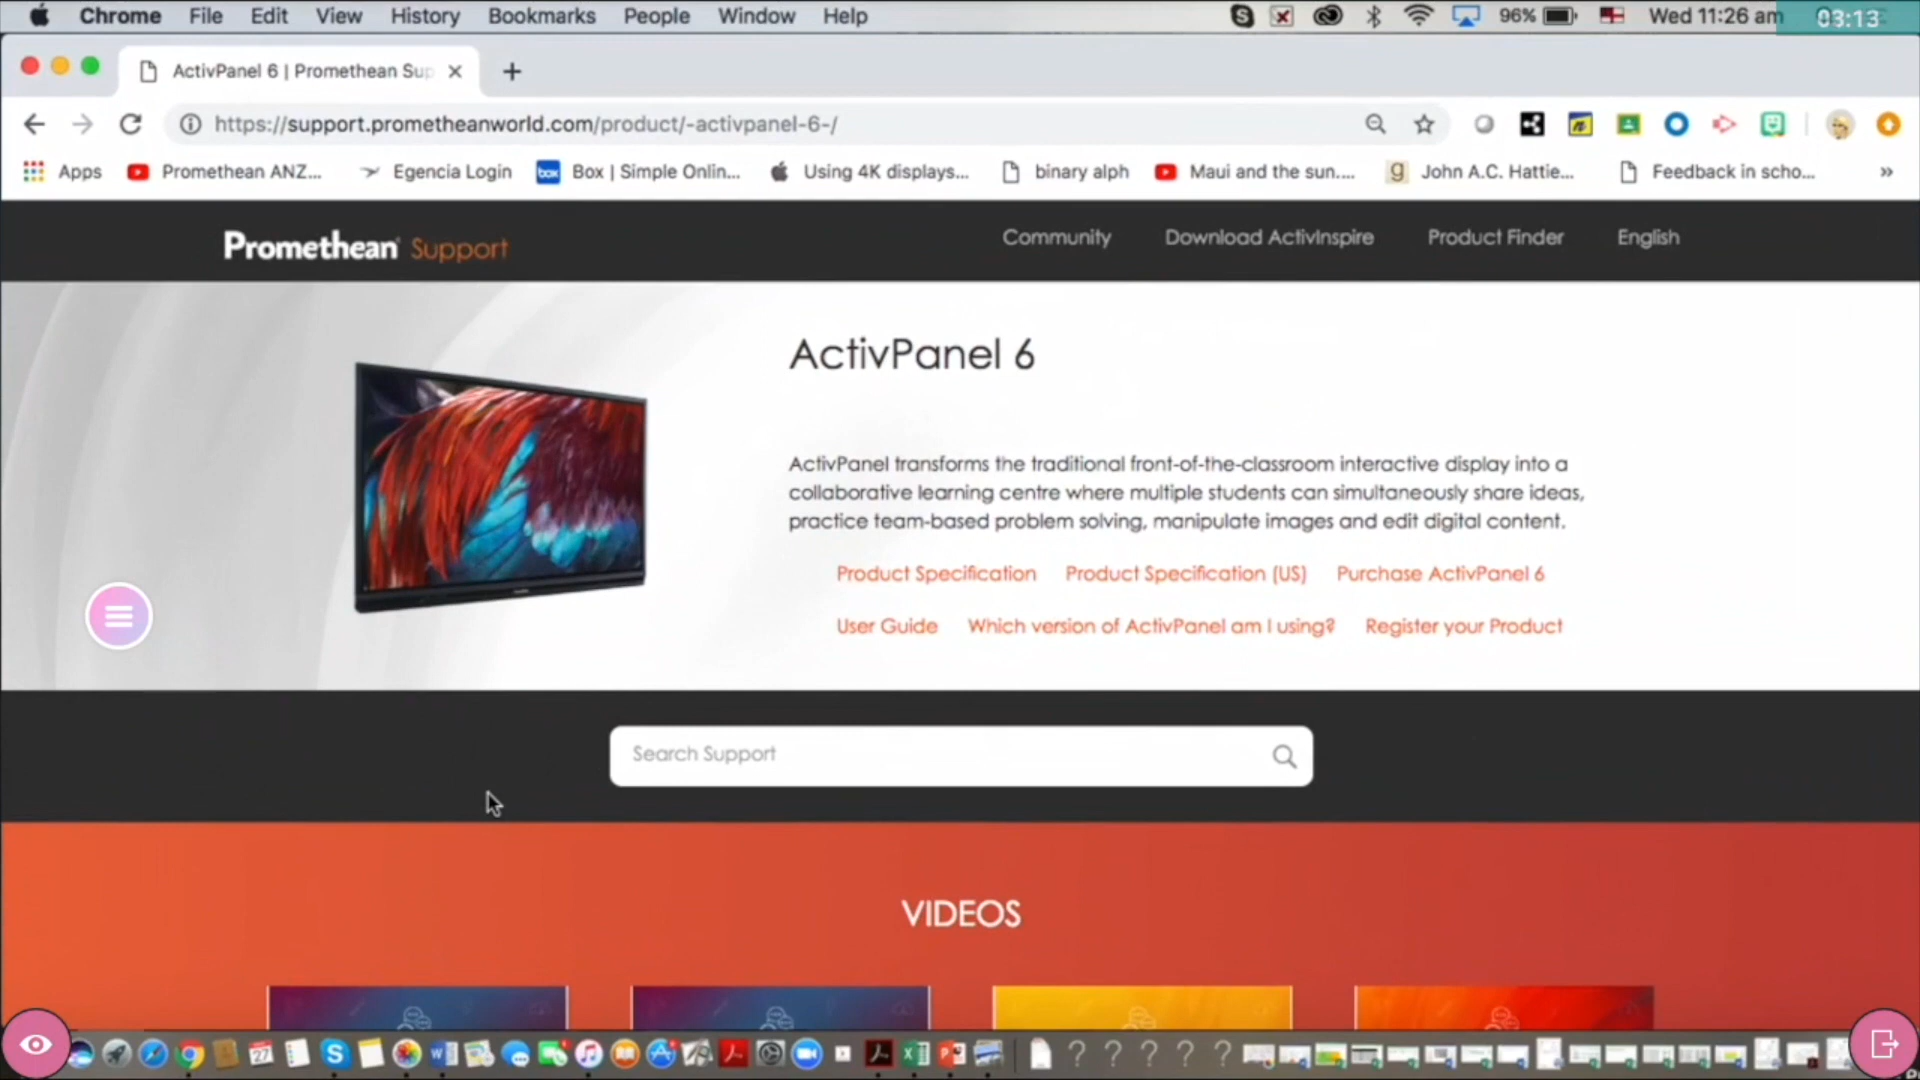 Chrome File Edit View History Bookmarks People Window Help 96% Wed 11:26 am 03:13
ActivPanel 6 | Promethean Sup
https://support.prometheanworld.com/product/-activpanel-6-/
Apps Promethean ANZ... Egencia Login Box | Simple Onlin... Using 4K displays... binary alph Maui and the sun.... John A.C. Hattie... Feedback in scho... »
Promethean Support Community Download ActivInspire Product Finder English
ActivPanel 6
ActivPanel transforms the traditional front-of-the-classroom interactive display into a
collaborative learning centre where multiple students can simultaneously share ideas,
practice team-based problem solving, manipulate images and edit digital content.
Product Specification Product Specification (US) Purchase ActivPanel 6
User Guide Which version of ActivPanel am I using? Register your Product
Search Support
VIDEOS